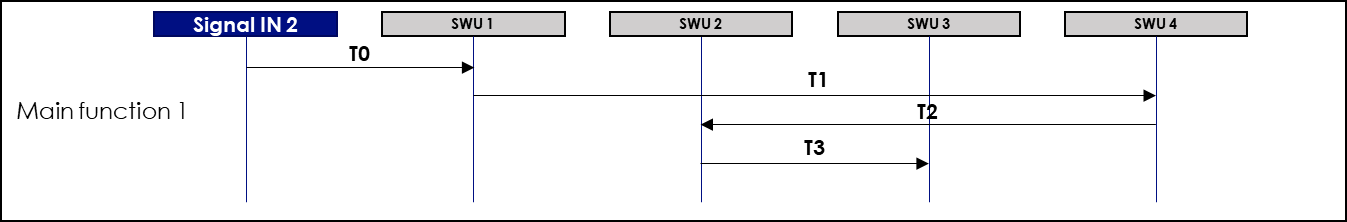 Signal IN 2
SWU 1
SWU 2
SWU 3
SWU 4
T0
T1
Main function 1
T2
T3